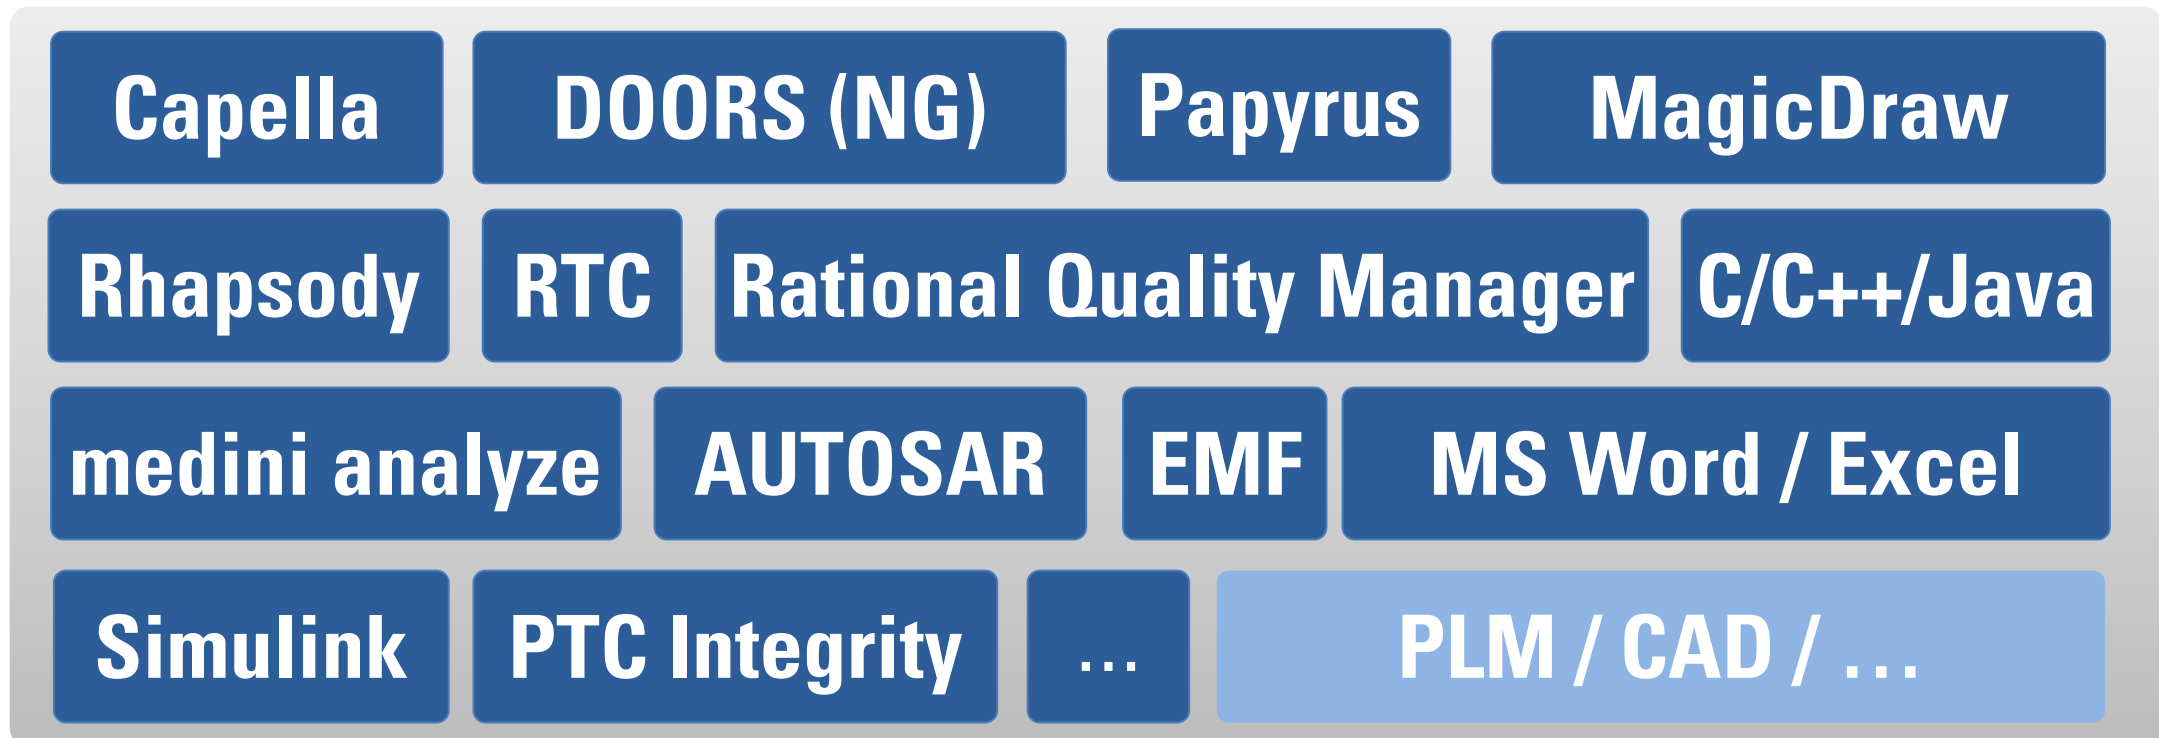 Capella DOORS (NG) Papyrus MagicDraw
Rhapsody RTC Rational Quality Manager C/C++/Java
medini analyze AUTOSAR EMF MS Word / Excel
Simulink PTC Integrity ... PLM / CAD / ...